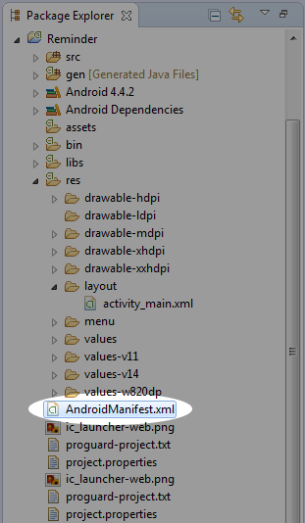 Package Explorer
Reminder
src
gen [Generated Java Files]
Android 4.4.2
Android Dependencies
assets
bin
libs
res
drawable-hdpi
drawable-ldpi
drawable-mdpi
drawable-xhdpi
drawable-xxhdpi
layout
activity_main.xml
menu
values
values-v11
values-v14
values-w820dp
AndroidManifest.xml
ic_launcher-web.png
proguard-project.txt
project.properties
ic_launcher-web.png
proguard-project.txt
project.properties